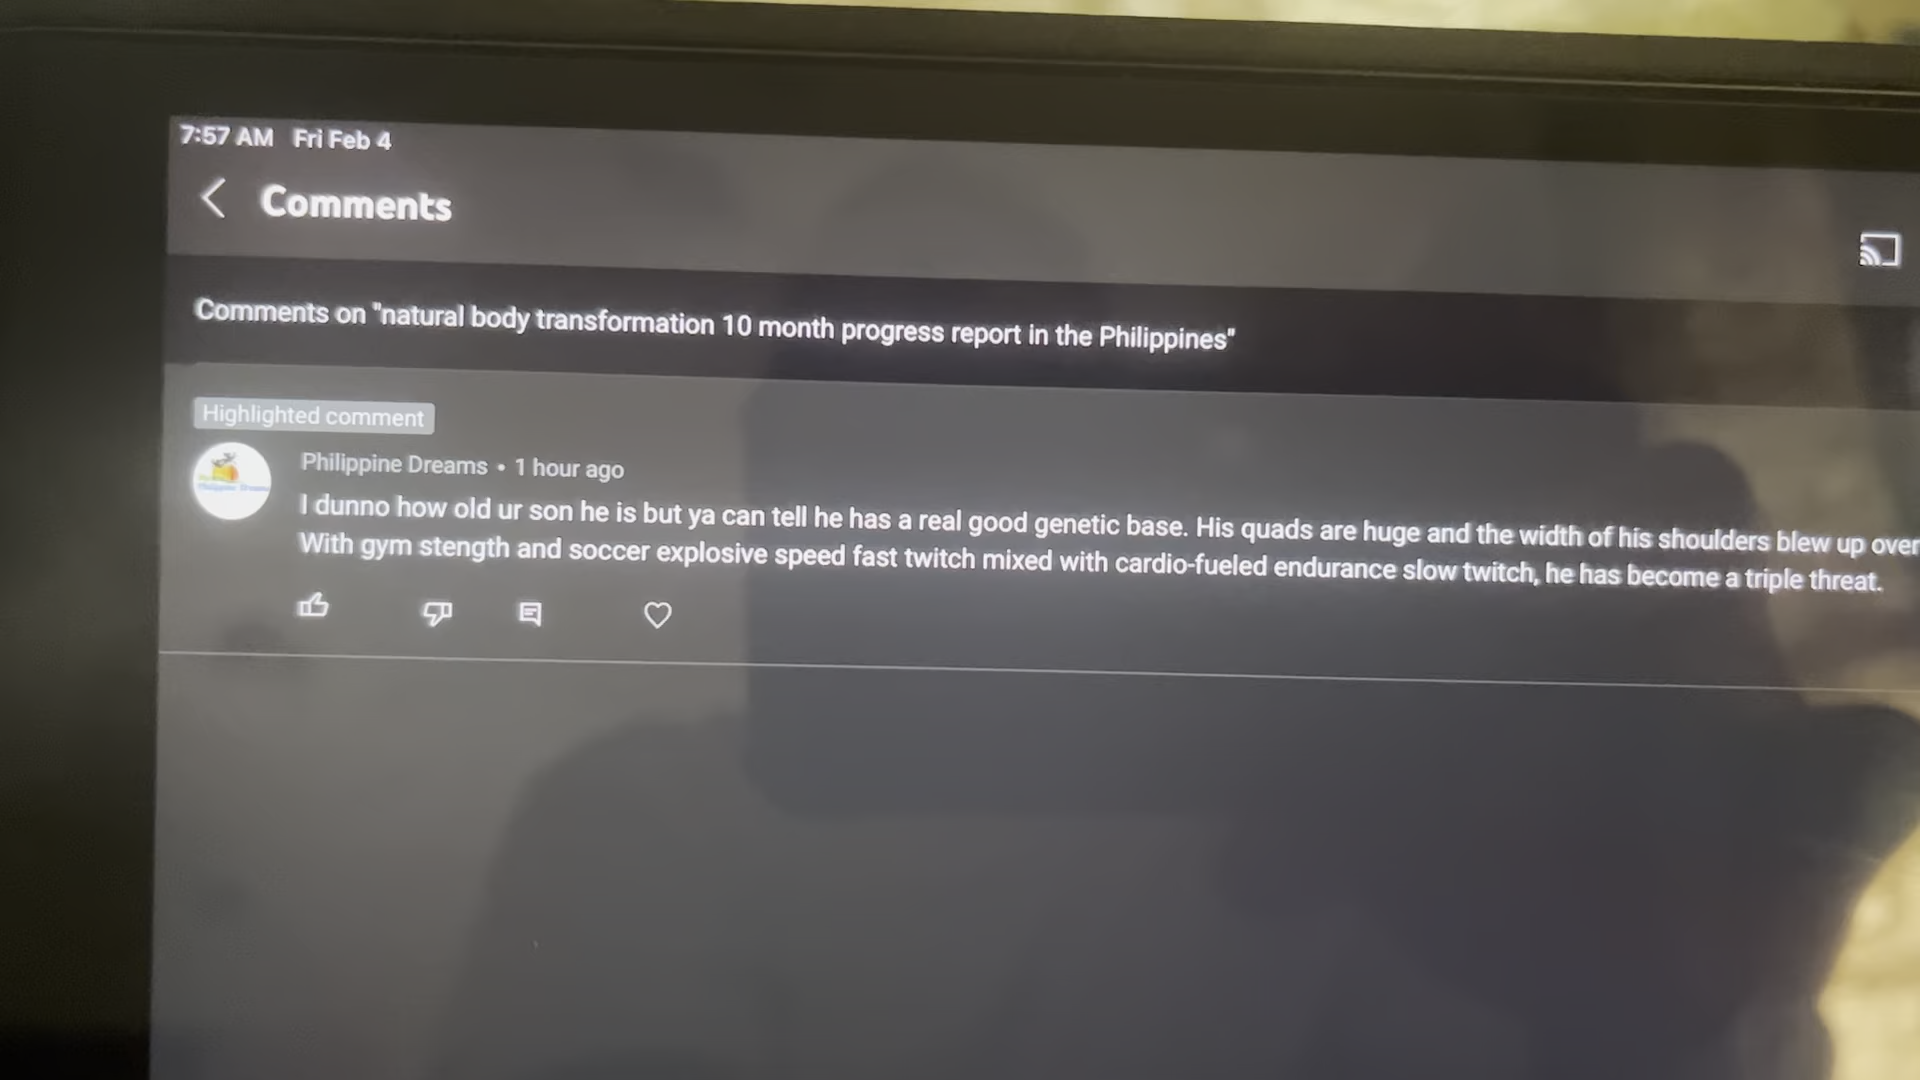 7:57 AM Fri Feb 4
Comments
Comments on "natural body transformation 10 month progress report in the Philippines"
Highlighted comment
Philippine Dreams • 1 hour ago
I dunno how old ur son he is but ya can tell he has a real good genetic base. His quads are huge and the width of his shoulders blew up over
With gym stength and soccer explosive speed fast twitch mixed with cardio-fueled endurance slow twitch, he has become a triple threat.